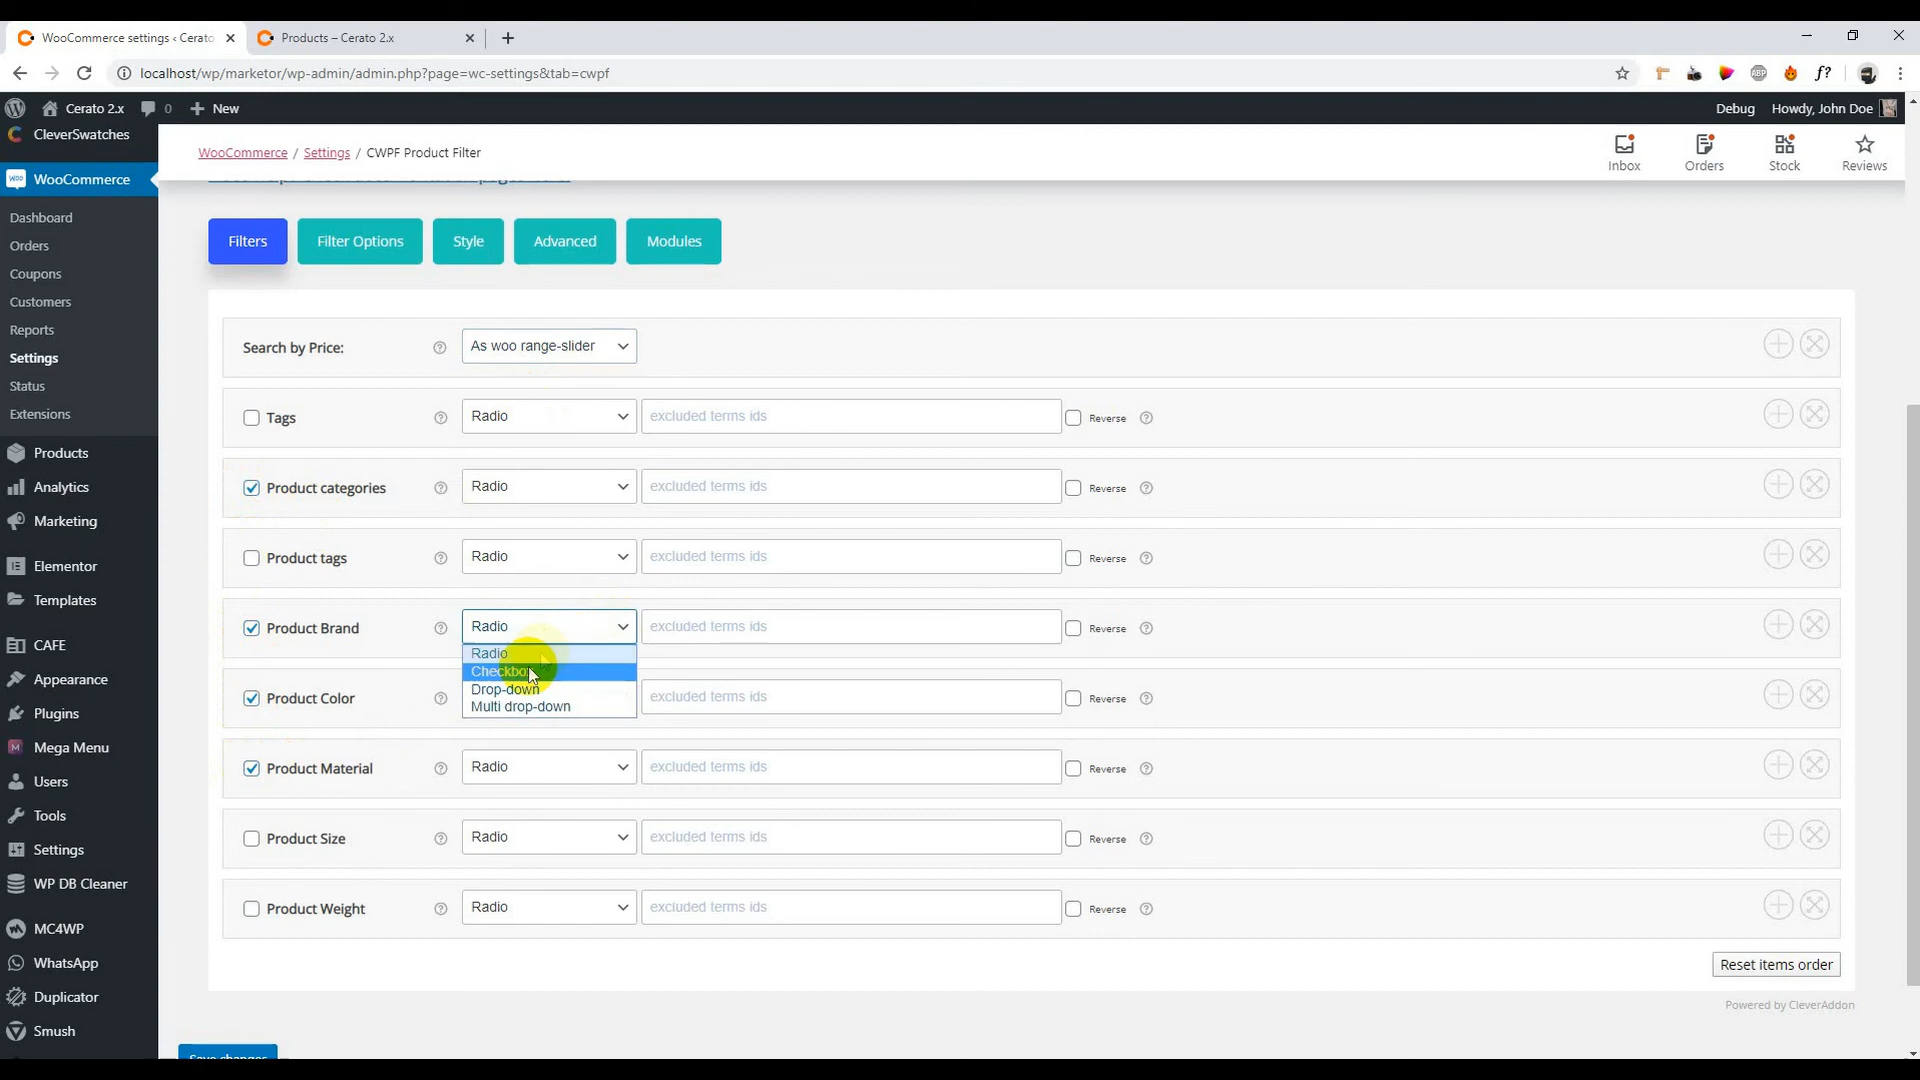 WooCommerce settings ‹ Cerato
Products – Cerato 2.x
localhost/wp/marketor/wp-admin/admin.php?page=wc-settings&tab=cwpf
ABP
f?
Cerato 2.x
0
New
Debug
Howdy, John Doe
CleverSwatches
WooCommerce
Dashboard
Orders
Coupons
Customers
Reports
Settings
Status
Extensions
Products
Analytics
Marketing
Elementor
Templates
CAFE
Appearance
Plugins
Mega Menu
Users
Tools
Settings
WP DB Cleaner
MC4WP
WhatsApp
Duplicator
Smush
WooCommerce / Settings / CWPF Product Filter
Inbox
Orders
Stock
Reviews
Filters
Filter Options
Style
Advanced
Modules
Search by Price: As woo range-slider
Tags Radio excluded terms ids Reverse
Product categories Radio excluded terms ids Reverse
Product tags Radio excluded terms ids Reverse
Product Brand Radio excluded terms ids Reverse
Radio
Checkbox
Drop-down
Multi drop-down
Product Color excluded terms ids Reverse
Product Material Radio excluded terms ids Reverse
Product Size Radio excluded terms ids Reverse
Product Weight Radio excluded terms ids Reverse
Reset items order
Powered by CleverAddon
Save changes